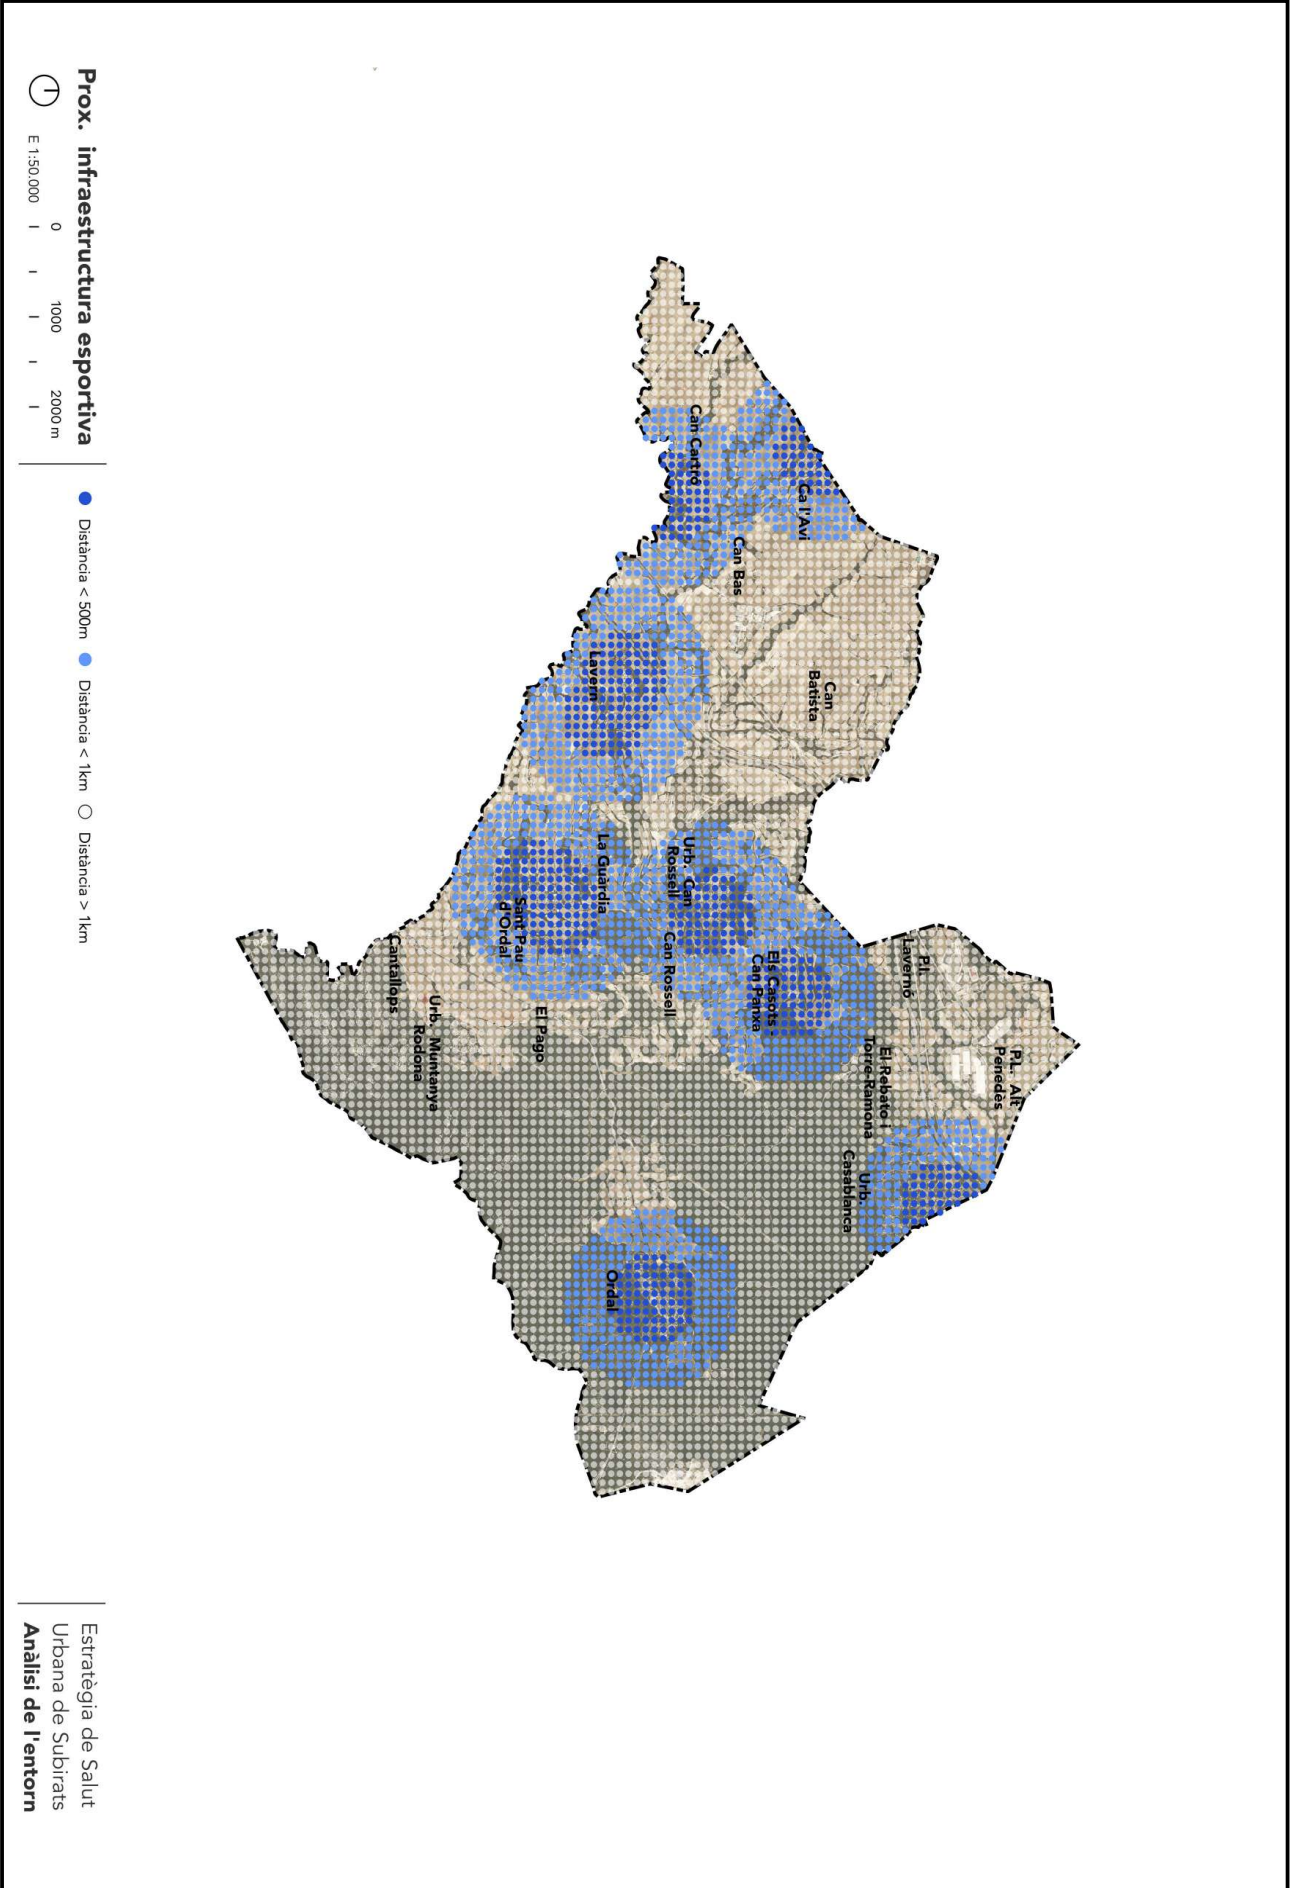 Ca l'Avi
Can Cartró
Can Bas
Can
Batista
Lavern
P.L. Alt
Penedès
P.I.
Lavernó
El Rebato i
Torre-Ramona
Urb.
Casablanca
Els Casots -
Can Panxa
Urb. Can
Rossell
Can Rossell
La Guàrdia
Sant Pau
d'Ordal
El Pago
Ordal
Urb. Muntanya
Rodona
Cantallops
Prox. infraestructura esportiva
E 1:50.000
0 1000 2000 m
Distància < 500m
Distància < 1km
Distància > 1km
Estratègia de Salut
Urbana de Subirats
Anàlisi de l'entorn